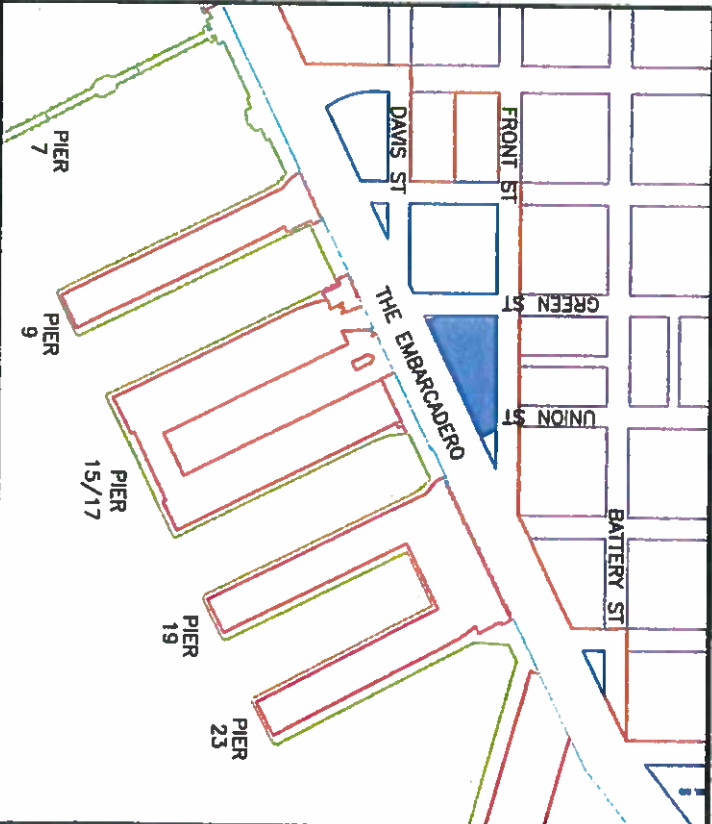 FRONT ST
DAVIS ST
GREEN ST
UNION ST
BATTERY ST
THE EMBARCADERO
PIER
7
PIER
9
PIER
15/17
PIER
19
PIER
23